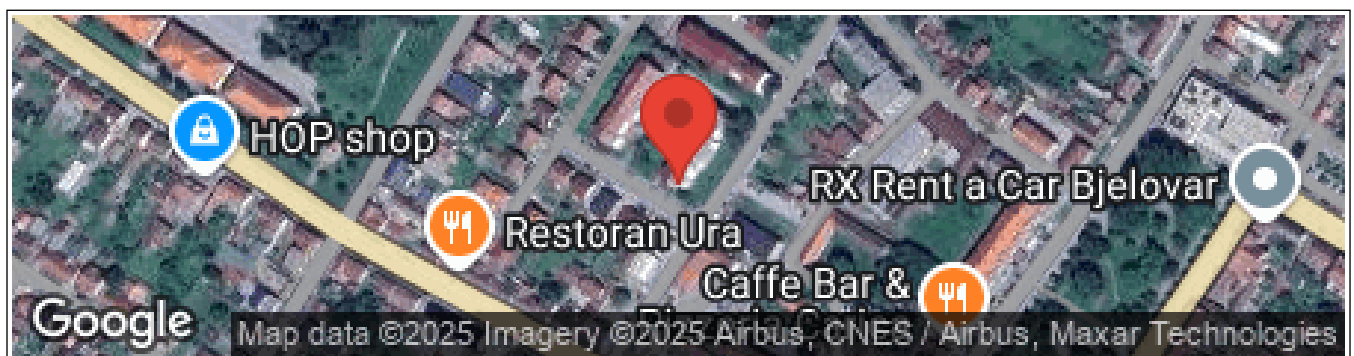 HOP shop
RX Rent a Car Bjelovar
Restoran Ura
Caffe Bar &
Google
Map data ©2025 Imagery ©2025 Airbus, CNES / Airbus, Maxar Technologies